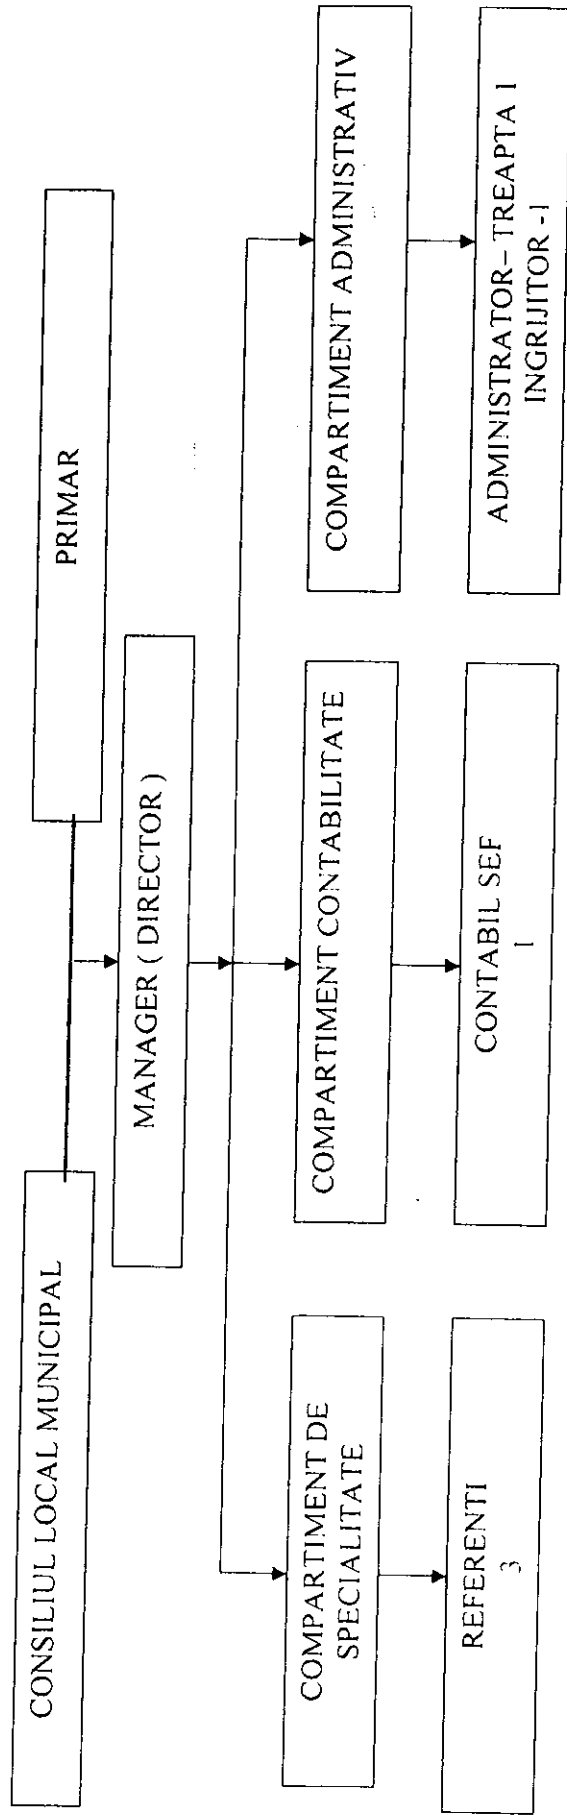 CONSILIUL LOCAL MUNICIPAL
PRIMAR
MANAGER ( DIRECTOR )
COMPARTIMENT DE
SPECIALITATE
COMPARTIMENT CONTABILITATE
COMPARTIMENT ADMINISTRATIV
REFERENTI
3
CONTABIL SEF
1
ADMINISTRATOR– TREAPTA 1
INGRIJITOR -1